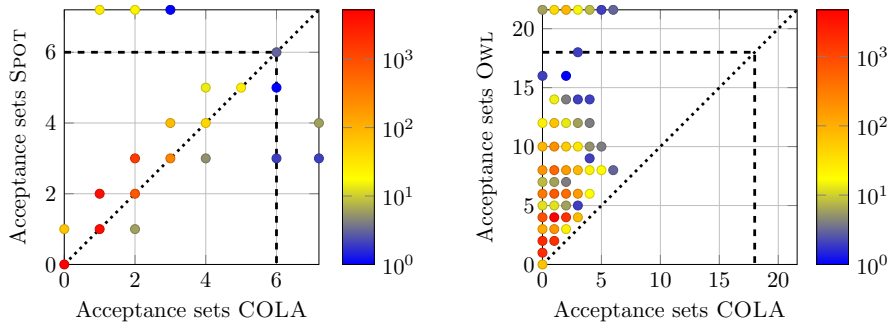 Acceptance sets SPOT
6
4
2
0
0 2 4 6
Acceptance sets COLA
10^3
10^2
10^1
10^0
Acceptance sets OWL
20
15
10
5
0
0 5 10 15 20
Acceptance sets COLA
10^3
10^2
10^1
10^0